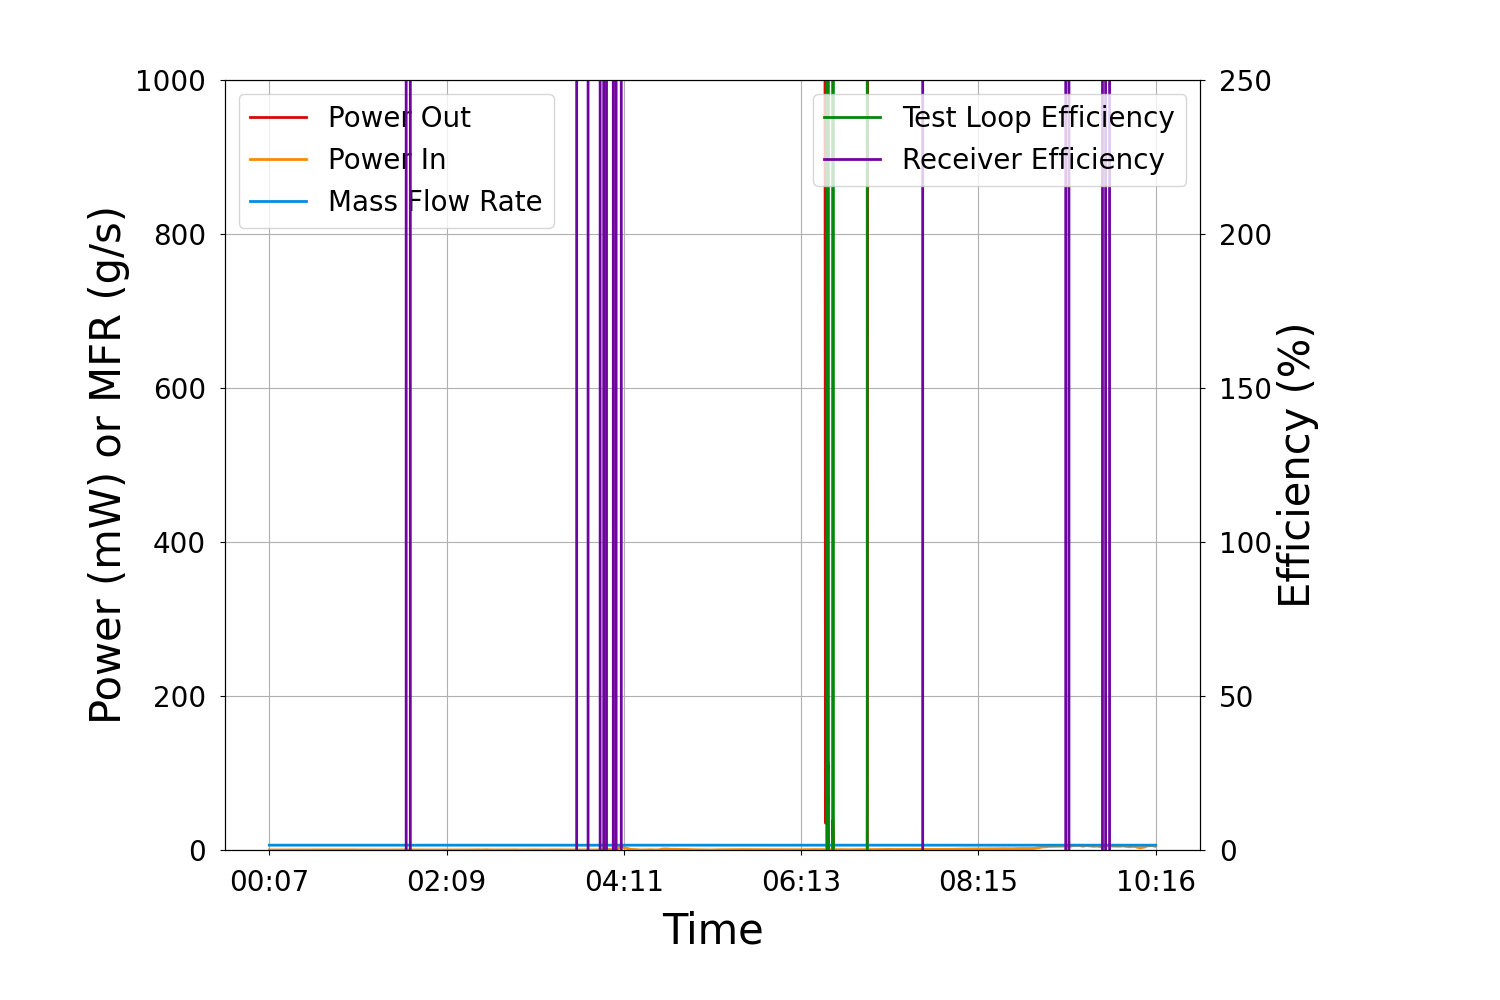 1000
800
600
400
200
0
Power (mW) or MFR (g/s)
Power Out
Power In
Mass Flow Rate
Test Loop Efficiency
Receiver Efficiency
250
200
150
100
50
0
Efficiency (%)
00:07 02:09 04:11 06:13 08:15 10:16
Time